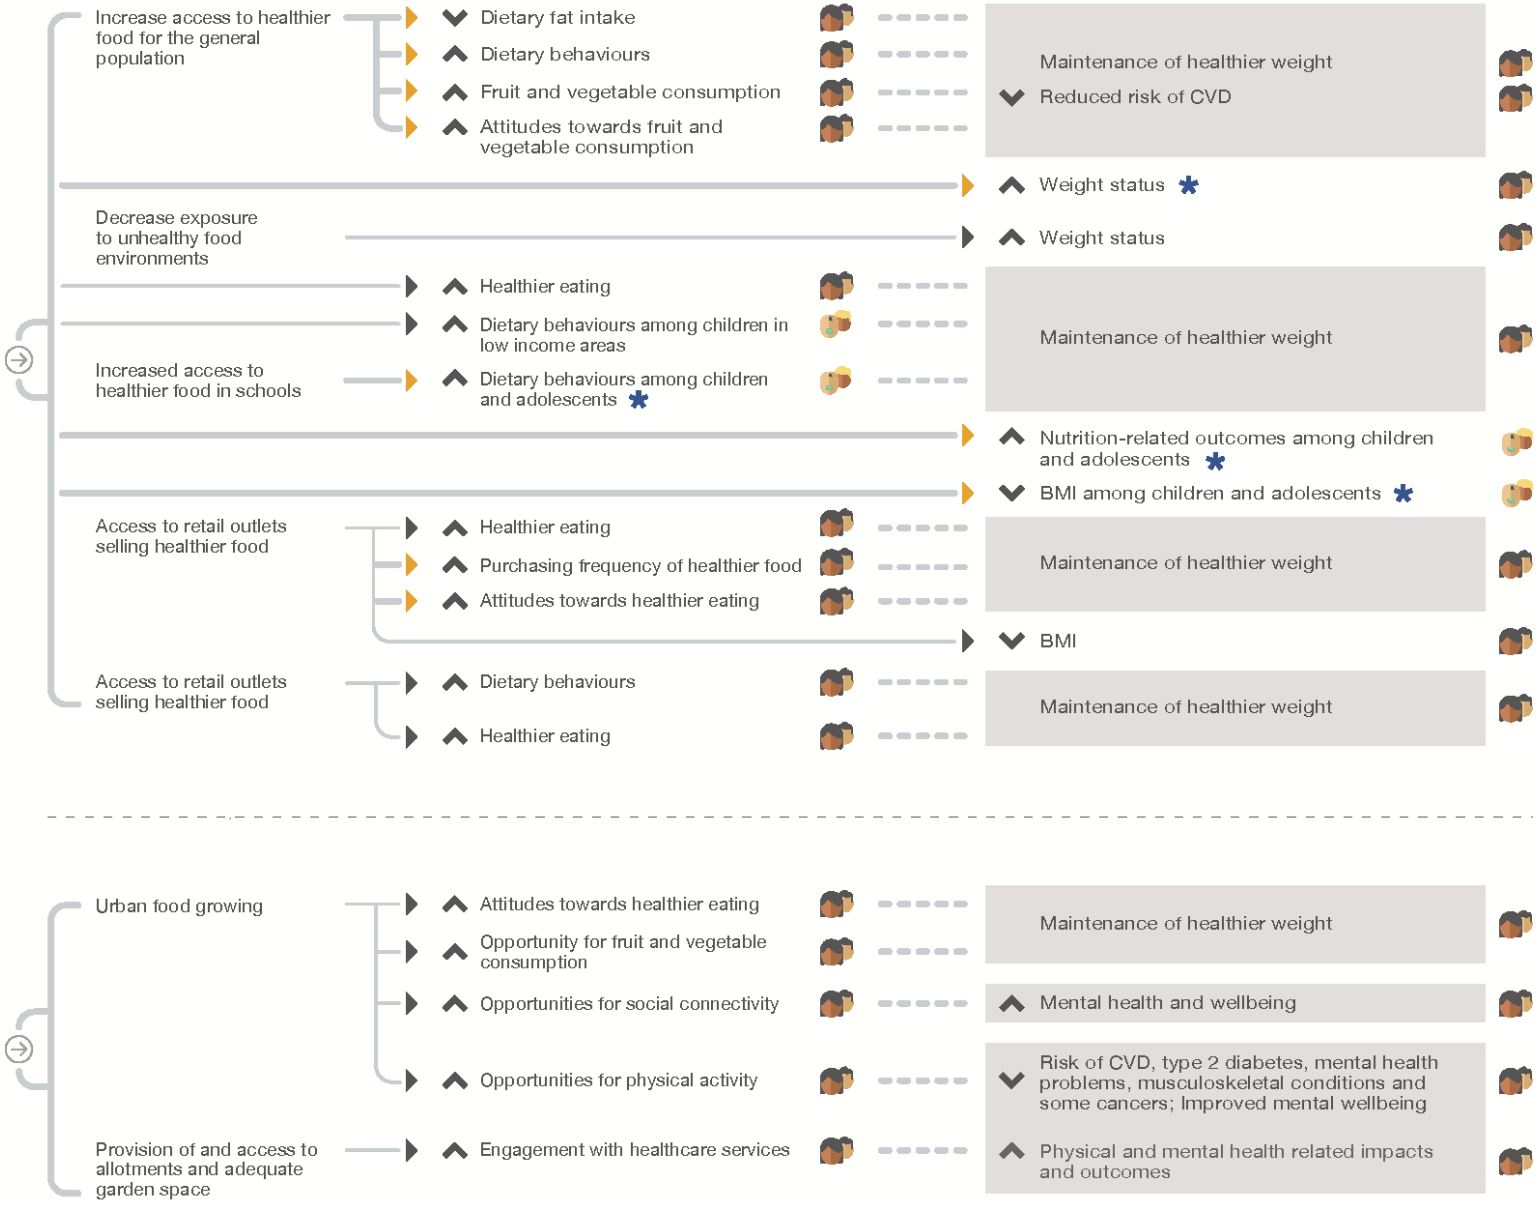 Increase access to healthier
food for the general
population
Dietary fat intake
Dietary behaviours
Fruit and vegetable consumption
Attitudes towards fruit and
vegetable consumption
Maintenance of healthier weight
Reduced risk of CVD
Weight status *
Decrease exposure
to unhealthy food
environments
Weight status
Healthier eating
Dietary behaviours among children in
low income areas
Increased access to
healthier food in schools
Dietary behaviours among children
and adolescents *
Maintenance of healthier weight
Nutrition-related outcomes among children
and adolescents *
BMI among children and adolescents *
Access to retail outlets
selling healthier food
Healthier eating
Purchasing frequency of healthier food
Attitudes towards healthier eating
Maintenance of healthier weight
BMI
Access to retail outlets
selling healthier food
Dietary behaviours
Healthier eating
Maintenance of healthier weight
Urban food growing
Attitudes towards healthier eating
Opportunity for fruit and vegetable
consumption
Maintenance of healthier weight
Opportunities for social connectivity
Mental health and wellbeing
Opportunities for physical activity
Risk of CVD, type 2 diabetes, mental health
problems, musculoskeletal conditions and
some cancers; Improved mental wellbeing
Provision of and access to
allotments and adequate
garden space
Engagement with healthcare services
Physical and mental health related impacts
and outcomes